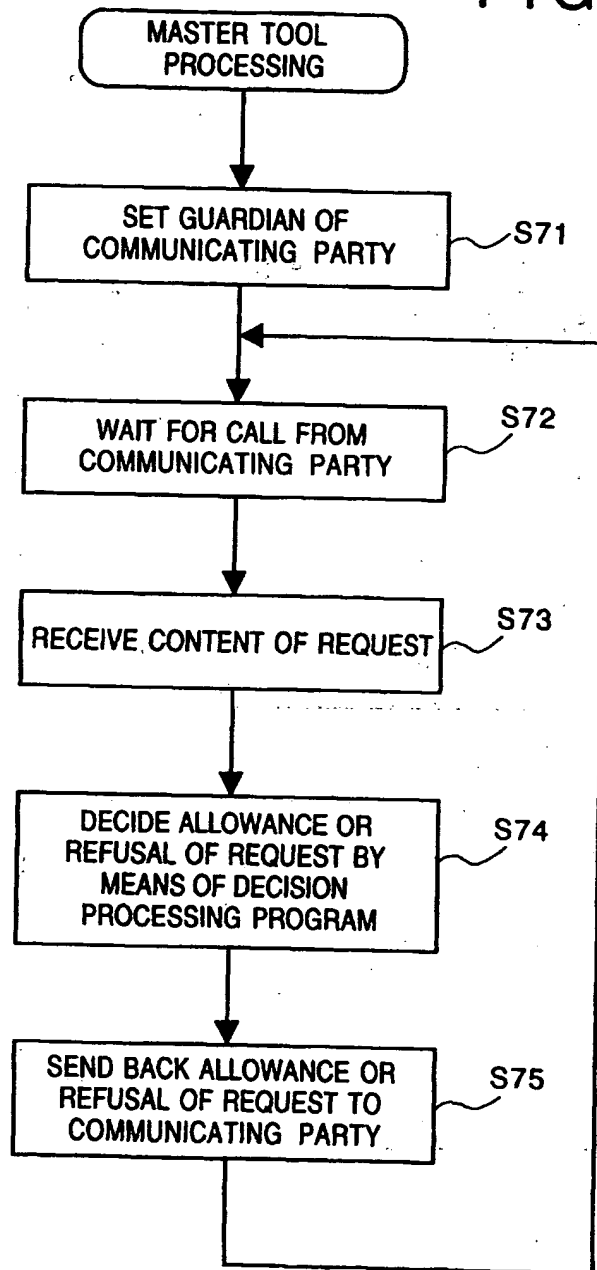 MASTER TOOL
PROCESSING
SET GUARDIAN OF
COMMUNICATING PARTY
S71
WAIT FOR CALL FROM
COMMUNICATING PARTY
S72
RECEIVE CONTENT OF REQUEST
S73
DECIDE ALLOWANCE OR
REFUSAL OF REQUEST BY
MEANS OF DECISION
PROCESSING PROGRAM
S74
SEND BACK ALLOWANCE OR
REFUSAL OF REQUEST TO
COMMUNICATING PARTY
S75